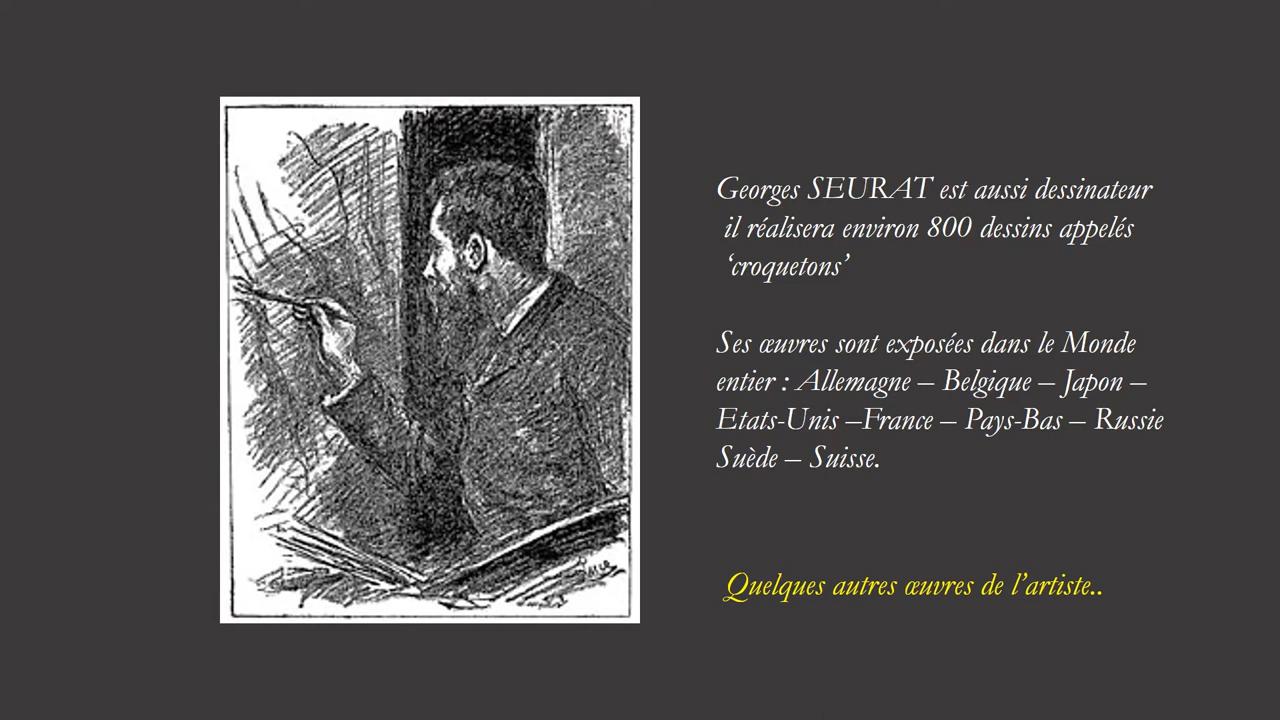 Georges SEURAT est aussi dessinateur
il réalisera environ 800 dessins appelés
‘croquetons’
Ses œuvres sont exposées dans le Monde
entier : Allemagne – Belgique – Japon –
Etats-Unis –France – Pays-Bas – Russie
Suède – Suisse.
Quelques autres œuvres de l’artiste..
Luce